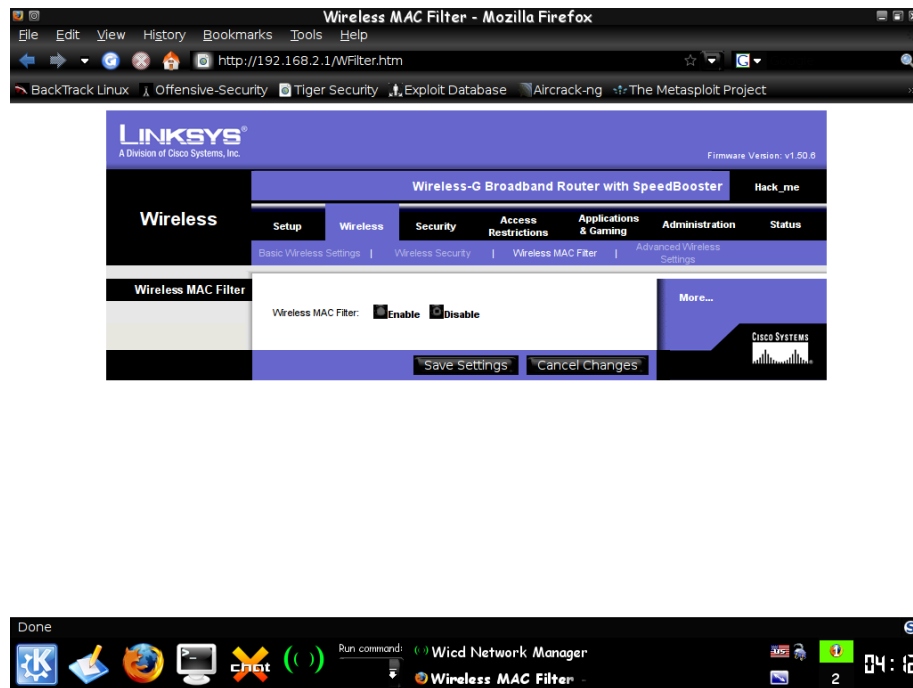 Wireless MAC Filter - Mozilla Firefox
File Edit View History Bookmarks Tools Help
http://192.168.2.1/WFilter.htm
BackTrack Linux Offensive-Security Tiger Security Exploit Database Aircrack-ng The Metasploit Project
LINKSYS®
A Division of Cisco Systems, Inc.
Firmware Version: v1.50.6
Wireless-G Broadband Router with SpeedBooster Hack_me
Wireless
Setup Wireless Security Access Restrictions Applications & Gaming Administration Status
Basic Wireless Settings | Wireless Security | Wireless MAC Filter | Advanced Wireless Settings
Wireless MAC Filter
Wireless MAC Filter: Enable Disable
More...
CISCO SYSTEMS
Save Settings Cancel Changes
Done
Run command:
Wicd Network Manager
Wireless MAC Filter -
chat
US
1
2